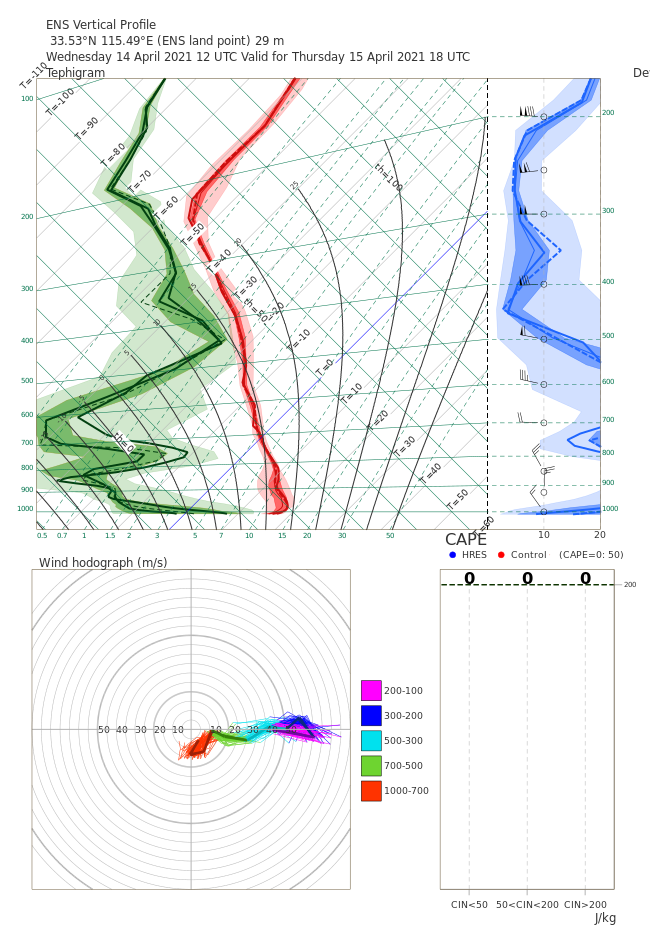 ENS Vertical Profile
33.53°N 115.49°E (ENS land point) 29 m
Wednesday 14 April 2021 12 UTC Valid for Thursday 15 April 2021 18 UTC
Tephigram
De
T=-110
T=-100
T=-90
T=-80
T=-70
T=-60
T=-50
T=-40
T=-30
T=-20
T=-10
T=0
T=10
T=20
T=30
T=40
T=50
T=60
th=100
th=50
th=0
25
20
15
10
5
100
200
300
400
500
600
700
800
900
1000
0.5 0.7 1 1.5 2 3 5 7 10 15 20 30 50
200
300
400
500
600
700
800
900
1000
10 20
CAPE
HRES Control (CAPE=0: 50)
Wind hodograph (m/s)
50 40 30 20 10 10 20 30
200-100
300-200
500-300
700-500
1000-700
0 0 0
200
CIN<50 50<CIN<200 CIN>200
J/kg